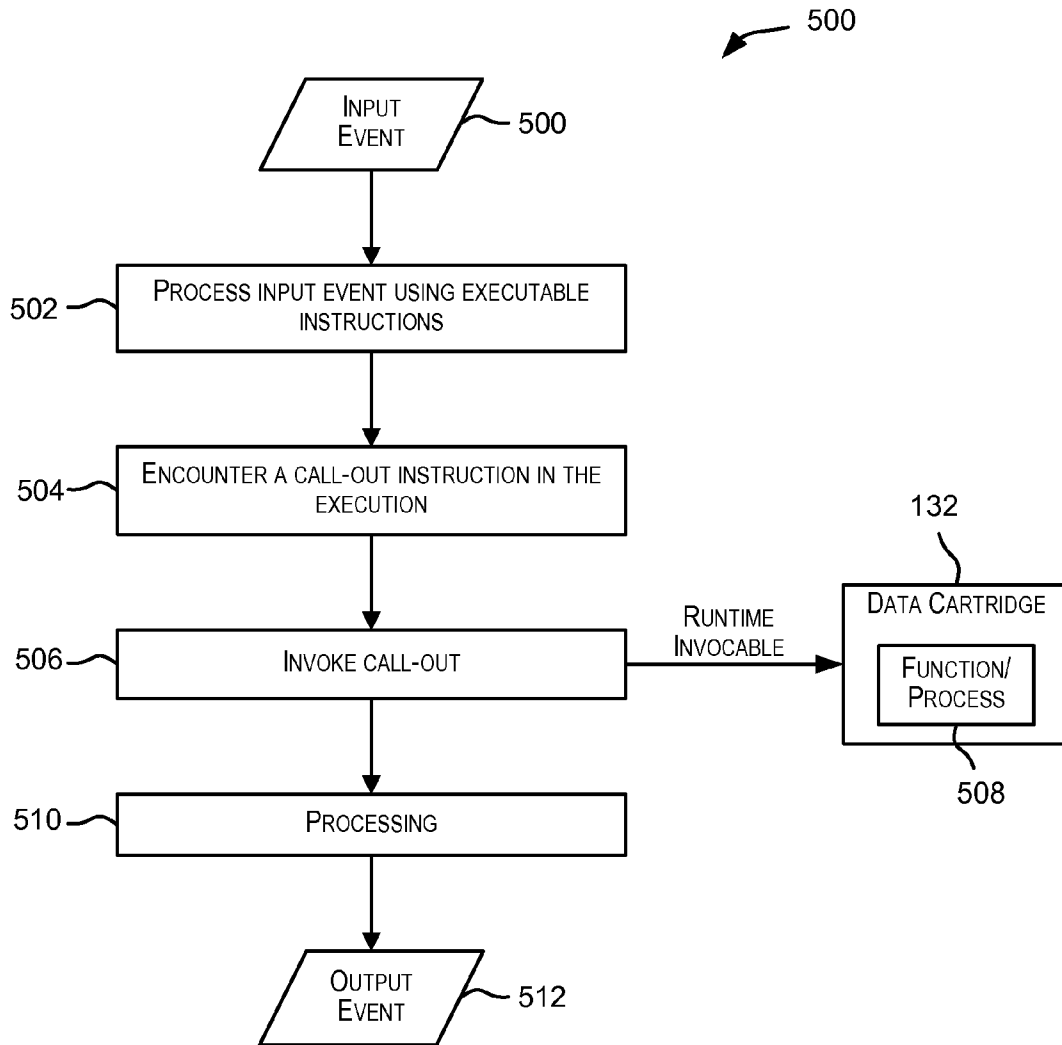 500
INPUT
EVENT
500
PROCESS INPUT EVENT USING EXECUTABLE
INSTRUCTIONS
502
ENCOUNTER A CALL-OUT INSTRUCTION IN THE
EXECUTION
504
132
DATA CARTRIDGE
RUNTIME
INVOCABLE
INVOKE CALL-OUT
506
FUNCTION/
PROCESS
508
PROCESSING
510
OUTPUT
EVENT
512